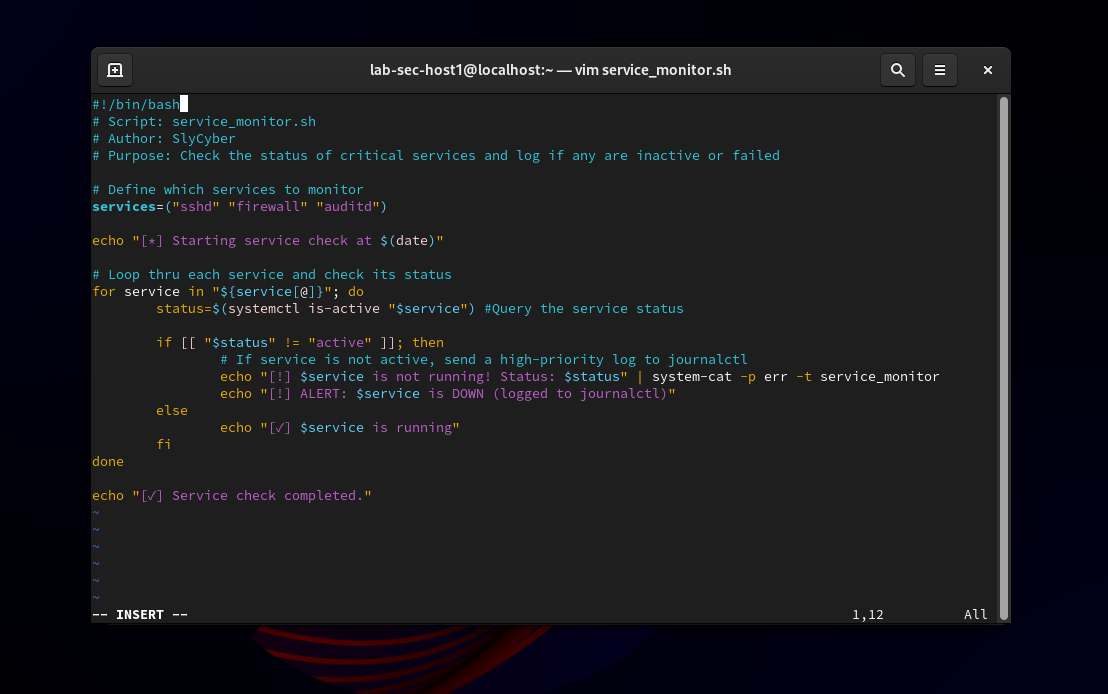 lab-sec-host1@localhost:~ — vim service_monitor.sh
#!/bin/bash
# Script: service_monitor.sh
# Author: SlyCyber
# Purpose: Check the status of critical services and log if any are inactive or failed
# Define which services to monitor
services=("sshd" "firewall" "auditd")
echo "[*] Starting service check at $(date)"
# Loop thru each service and check its status
for service in "${service[@]}"; do
status=$(systemctl is-active "$service") #Query the service status
if [[ "$status" != "active" ]]; then
# If service is not active, send a high-priority log to journalctl
echo "[!] $service is not running! Status: $status" | system-cat -p err -t service_monitor
echo "[!] ALERT: $service is DOWN (logged to journalctl)"
else
echo "[✓] $service is running"
fi
done
echo "[✓] Service check completed."
~
~
~
~
~
~
-- INSERT -- 1,12 All